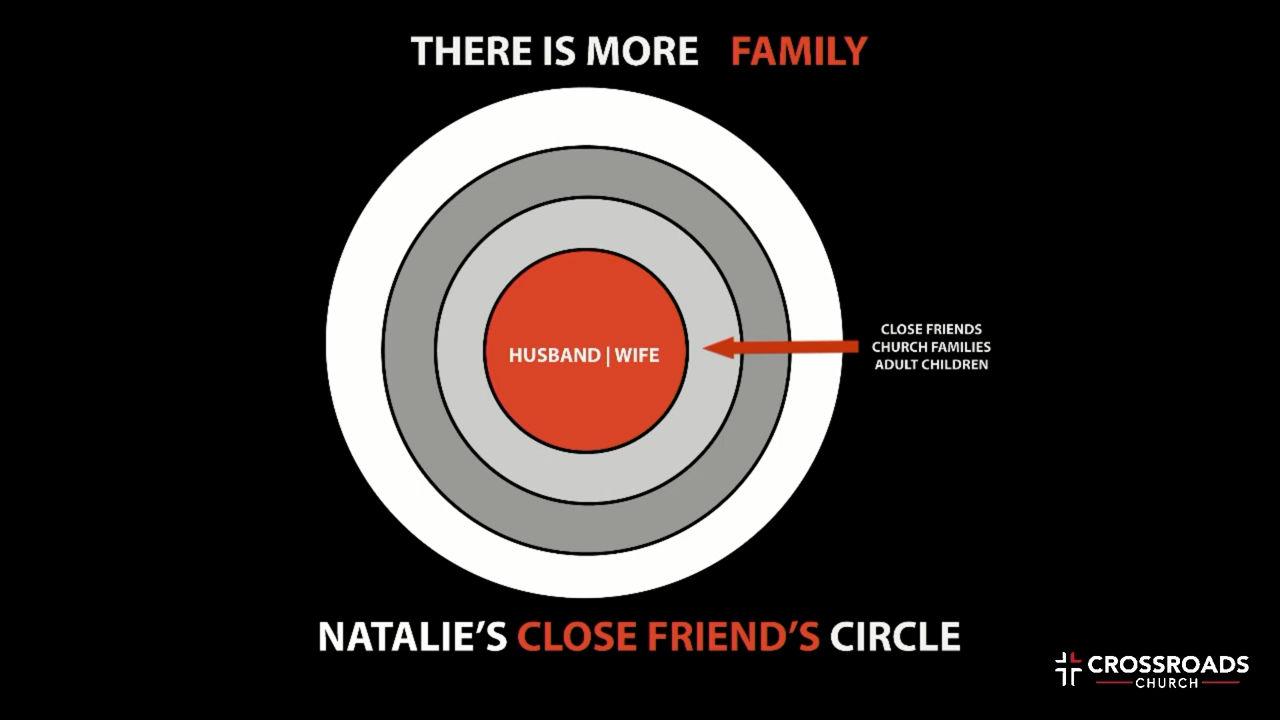 THERE IS MORE FAMILY
HUSBAND | WIFE
CLOSE FRIENDS
CHURCH FAMILIES
ADULT CHILDREN
NATALIE'S CLOSE FRIEND'S CIRCLE
CROSSROADS
CHURCH